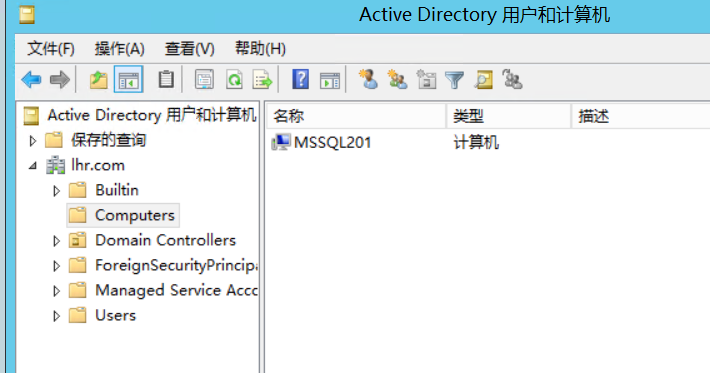 Active Directory 用户和计算机
文件(F) 操作(A) 查看(V) 帮助(H)
Active Directory 用户和计算机
保存的查询
lhr.com
Builtin
Computers
Domain Controllers
ForeignSecurityPrincipa
Managed Service Acco
Users
名称 类型 描述
MSSQL201 计算机